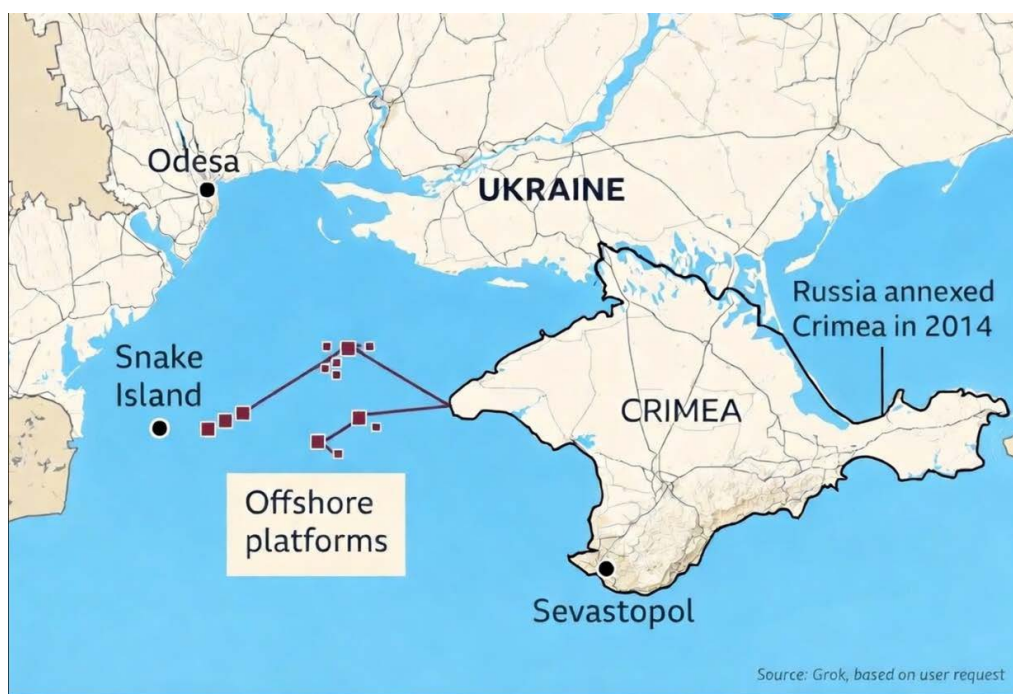 Odesa
UKRAINE
Russia annexed
Crimea in 2014
Snake
Island
CRIMEA
Offshore
platforms
Sevastopol
Source: Grok, based on user request